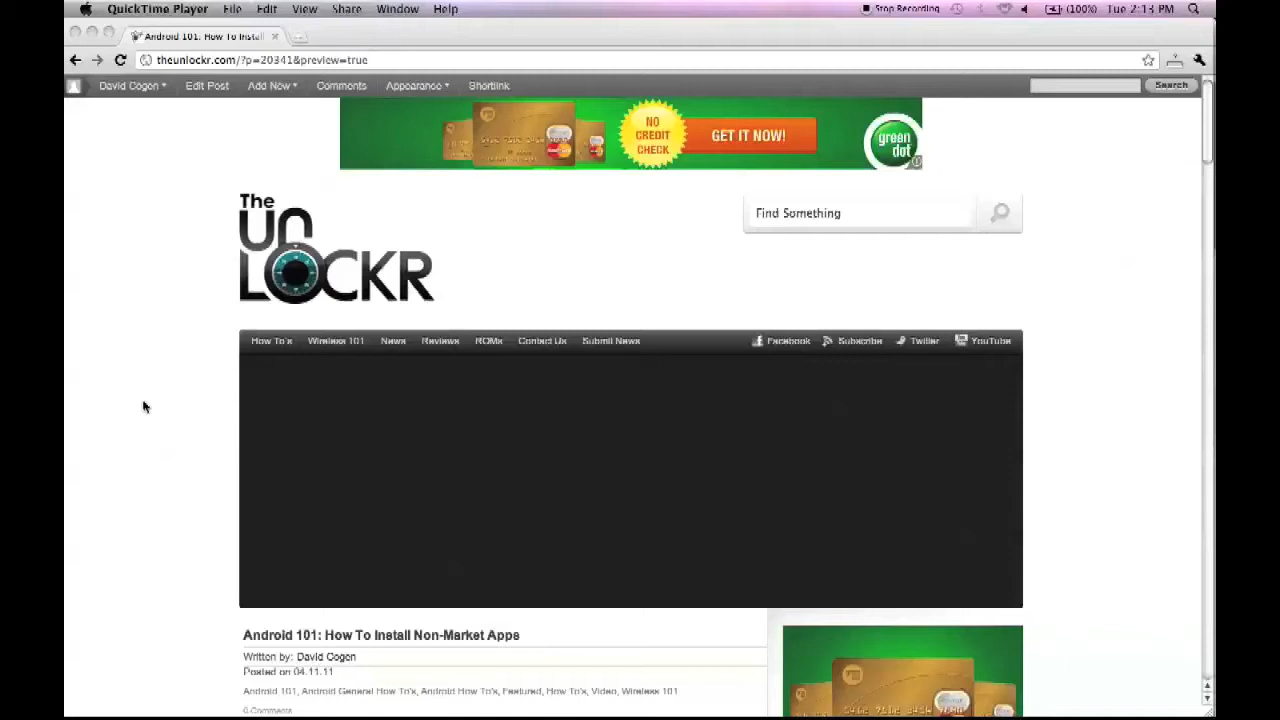 QuickTime Player File Edit View Share Window Help Stop Recording (100%) Tue 2:13 PM
Android 101: How To Install
theunlockr.com/?p=20341&preview=true
David Cogen Edit Post Add New Comments Appearance Shortlink Search
NO
CREDIT
CHECK
GET IT NOW!
green
dot
The
UNLOCKR
Find Something
How To's Wireless 101 News Reviews ROMs Contact Us Submit News Facebook Subscribe Twitter YouTube
Android 101: How To Install Non-Market Apps
Written by: David Cogen
Posted on 04.11.11
Android 101, Android General How To's, Android How To's, Featured, How To's, Video, Wireless 101
0 Comments